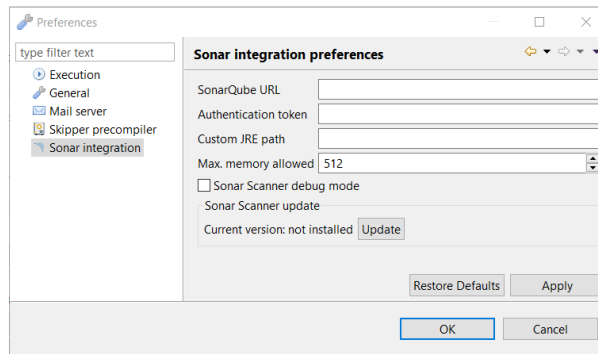 Preferences
type filter text
Execution
General
Mail server
Skipper precompiler
Sonar integration
Sonar integration preferences
SonarQube URL
Authentication token
Custom JRE path
Max. memory allowed 512
Sonar Scanner debug mode
Sonar Scanner update
Current version: not installed Update
Restore Defaults Apply
OK Cancel